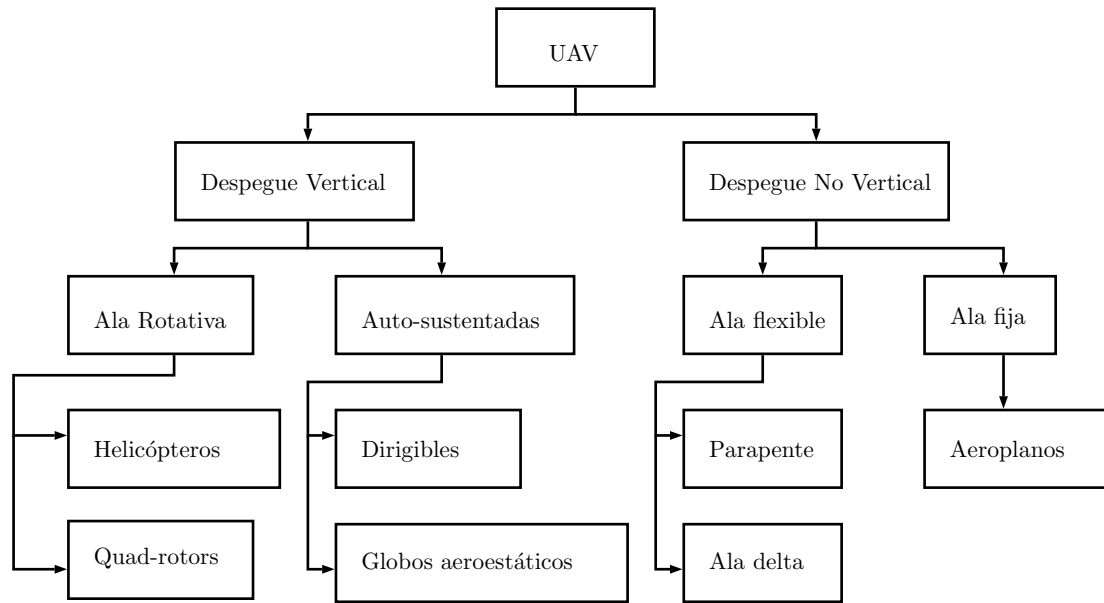 UAV
Despegue Vertical
Despegue No Vertical
Ala Rotativa
Auto-sustentadas
Ala flexible
Ala fija
Helicópteros
Dirigibles
Parapente
Aeroplanos
Quad-rotors
Globos aeroestáticos
Ala delta